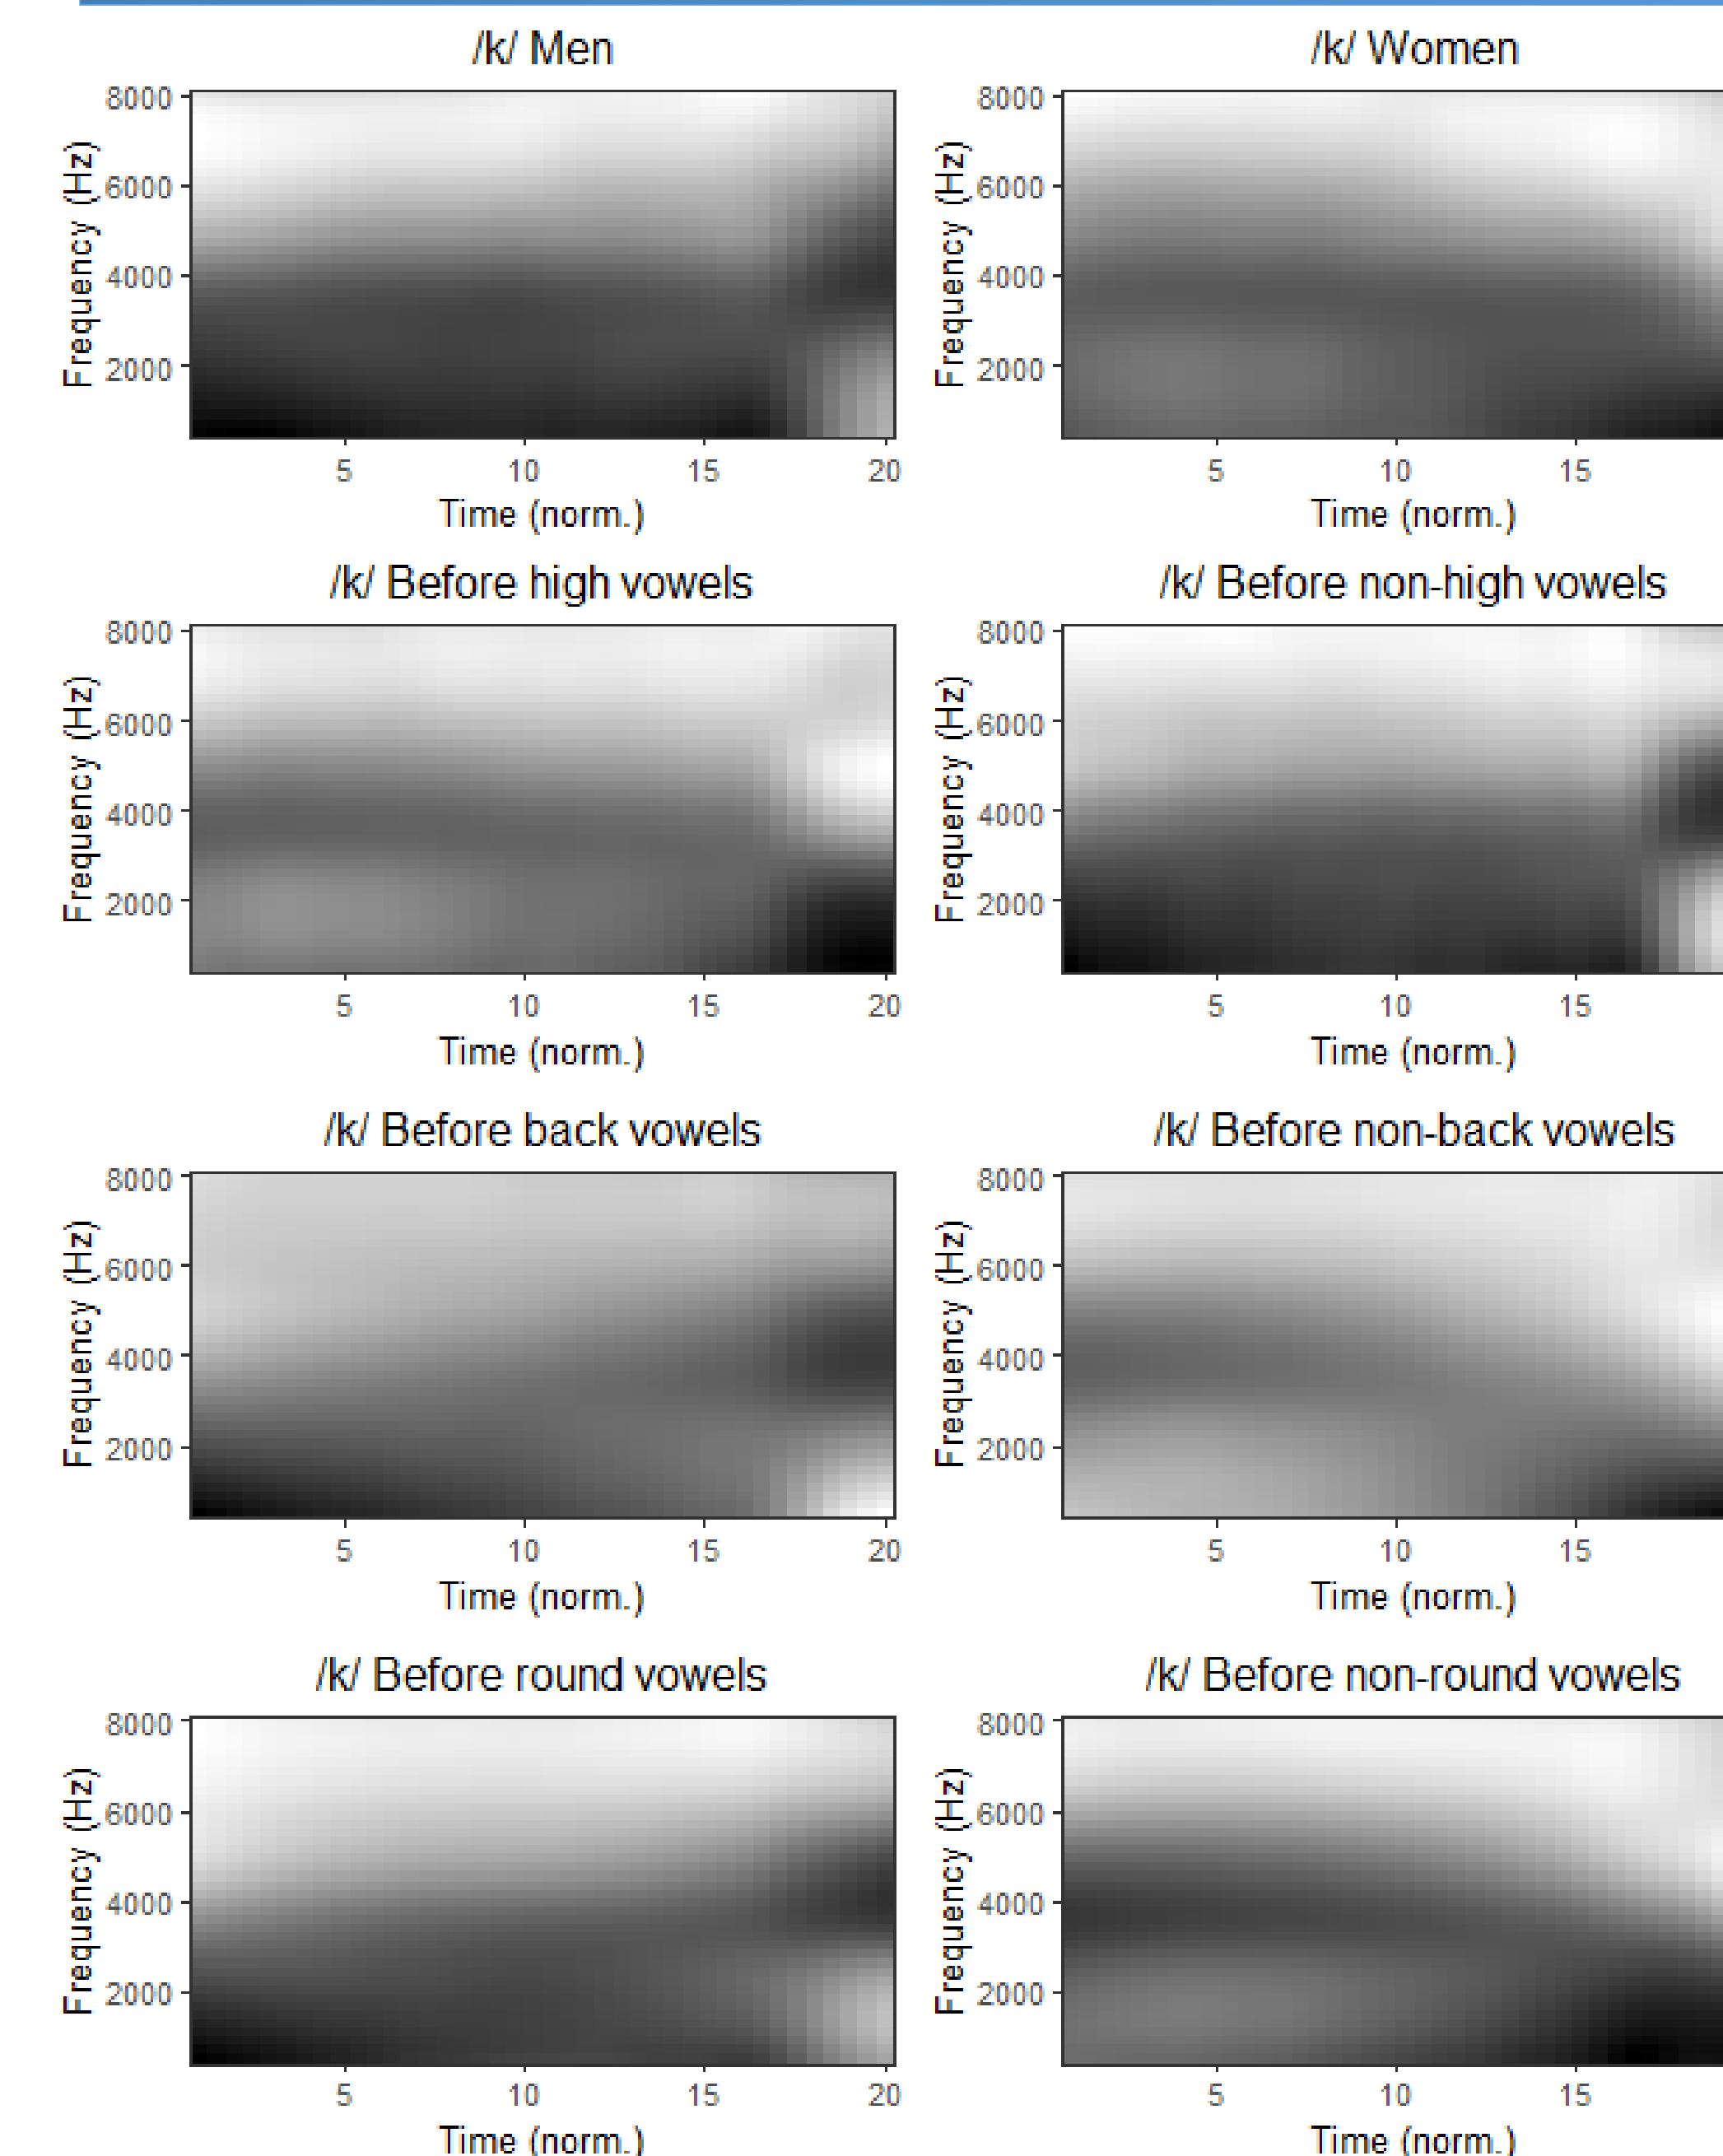 /k/ Men
Frequency (Hz)
8000
6000
4000
2000
5 10 15 20
Time (norm.)
/k/ Women
Frequency (Hz)
8000
6000
4000
2000
5 10 15
Time (norm.)
/k/ Before high vowels
Frequency (Hz)
8000
6000
4000
2000
5 10 15 20
Time (norm.)
/k/ Before non-high vowels
Frequency (Hz)
8000
6000
4000
2000
5 10 15
Time (norm.)
/k/ Before back vowels
Frequency (Hz)
8000
6000
4000
2000
5 10 15 20
Time (norm.)
/k/ Before non-back vowels
Frequency (Hz)
8000
6000
4000
2000
5 10 15
Time (norm.)
/k/ Before round vowels
Frequency (Hz)
8000
6000
4000
2000
5 10 15 20
Time (norm.)
/k/ Before non-round vowels
Frequency (Hz)
8000
6000
4000
2000
5 10 15
Time (norm.)